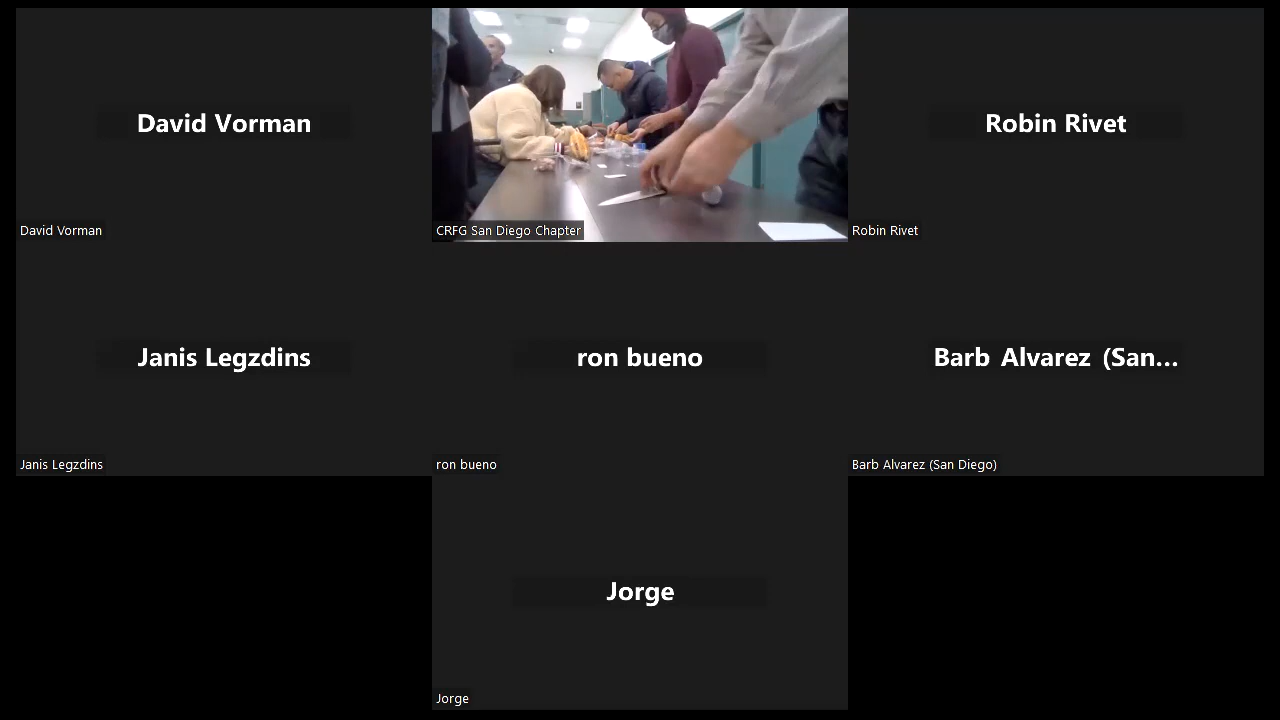 David Vorman
David Vorman
CRFG San Diego Chapter
Robin Rivet
Robin Rivet
Janis Legzdins
Janis Legzdins
ron bueno
ron bueno
Barb Alvarez (San...
Barb Alvarez (San Diego)
Jorge
Jorge